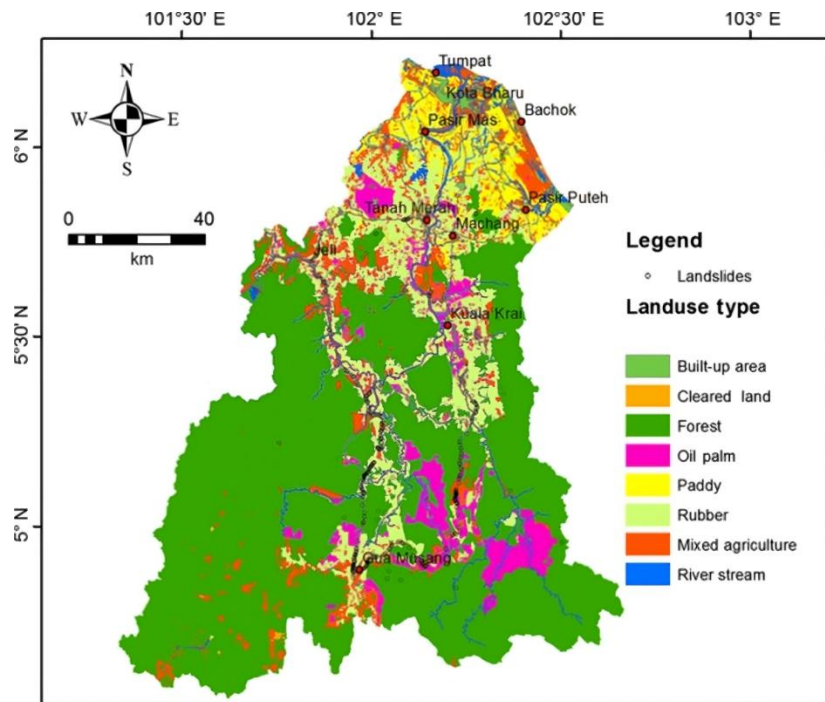 101°30' E
102° E
102°30' E
103° E
N
W
E
S
0
40
km
6° N
5°30' N
5° N
Tumpat
Kota Bharu
Bachok
Pasir Mas
Pasir Puteh
Tanah Merah
Machang
Jeli
Kuala Krai
Gua Musang
Legend
Landslides
Landuse type
Built-up area
Cleared land
Forest
Oil palm
Paddy
Rubber
Mixed agriculture
River stream